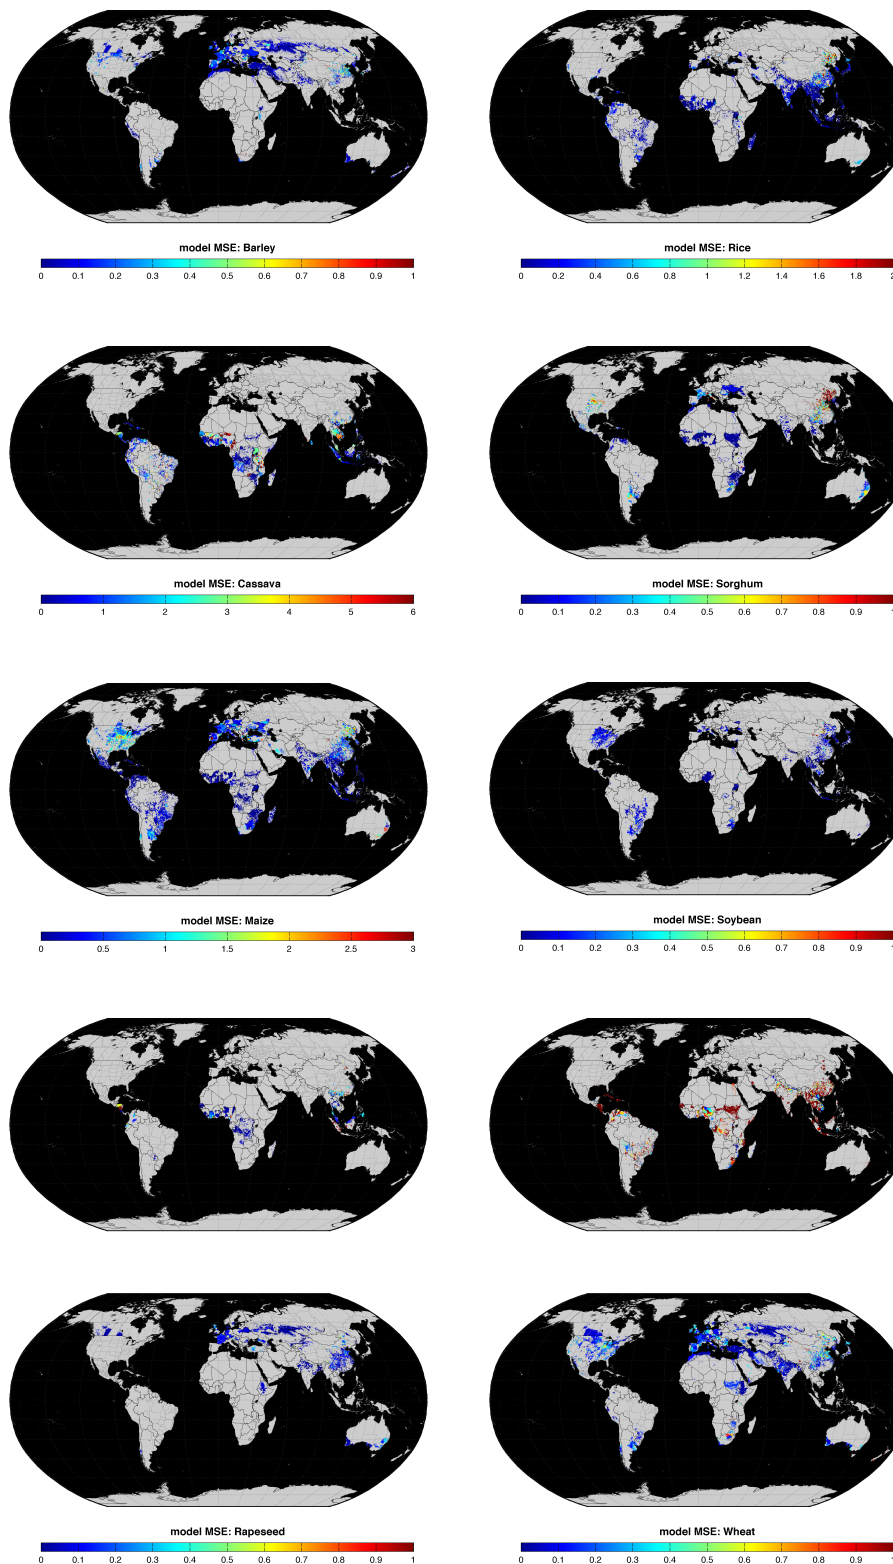 model MSE: Barley
0 0.1 0.2 0.3 0.4 0.5 0.6 0.7 0.8 0.9 1
model MSE: Rice
0 0.2 0.4 0.6 0.8 1 1.2 1.4 1.6 1.8
model MSE: Cassava
0 1 2 3 4 5 6
model MSE: Sorghum
0 0.1 0.2 0.3 0.4 0.5 0.6 0.7 0.8 0.9
model MSE: Maize
0 0.5 1 1.5 2 2.5 3
model MSE: Soybean
0 0.1 0.2 0.3 0.4 0.5 0.6 0.7 0.8 0.9
model MSE: Rapeseed
0 0.1 0.2 0.3 0.4 0.5 0.6 0.7 0.8 0.9 1
model MSE: Wheat
0 0.1 0.2 0.3 0.4 0.5 0.6 0.7 0.8 0.9